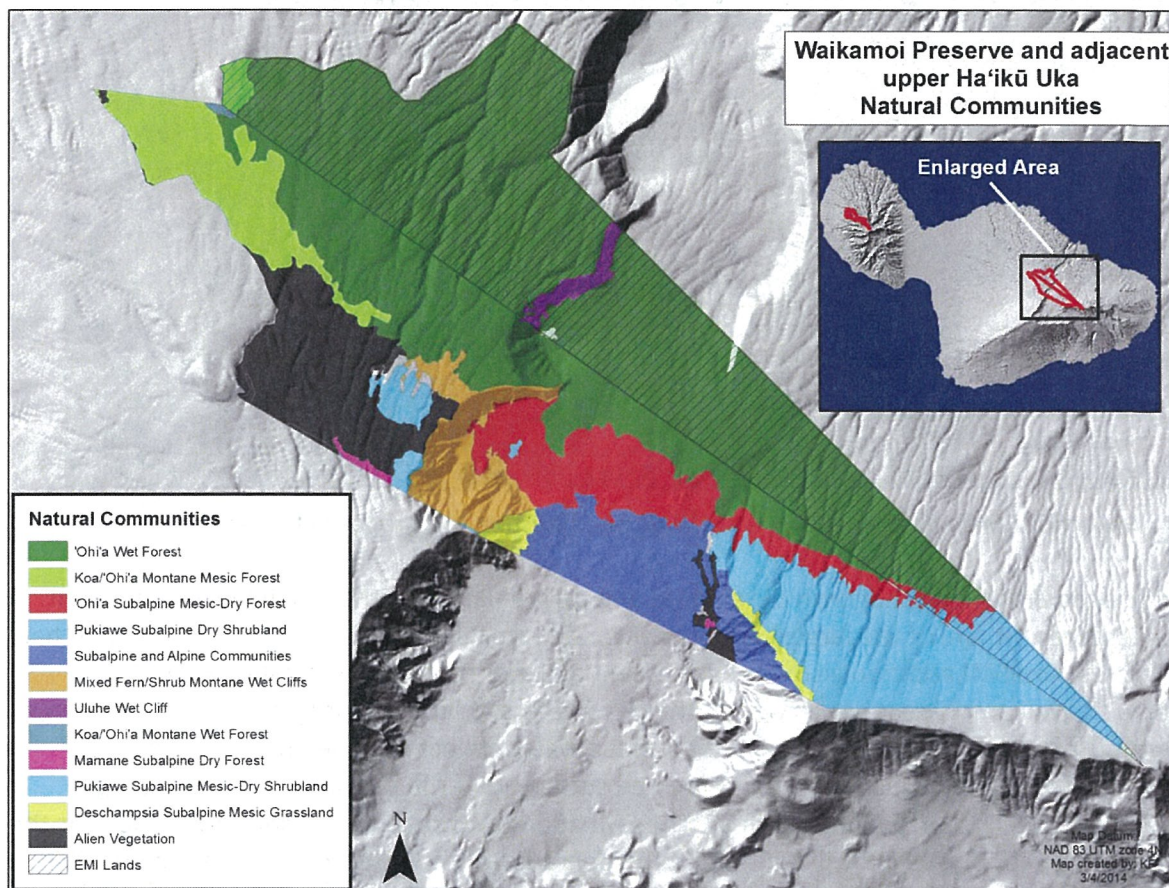 Waikamoi Preserve and adjacent
upper Ha‘ikū Uka
Natural Communities
Enlarged Area
Natural Communities
'Ohi'a Wet Forest
Koa/'Ohi'a Montane Mesic Forest
'Ohi'a Subalpine Mesic-Dry Forest
Pukiawe Subalpine Dry Shrubland
Subalpine and Alpine Communities
Mixed Fern/Shrub Montane Wet Cliffs
Uluhe Wet Cliff
Koa/'Ohi'a Montane Wet Forest
Mamane Subalpine Dry Forest
Pukiawe Subalpine Mesic-Dry Shrubland
Deschampsia Subalpine Mesic Grassland
Alien Vegetation
EMI Lands
N
Map Datum
NAD 83 UTM zone 4N
Map created by:
3/4/2014